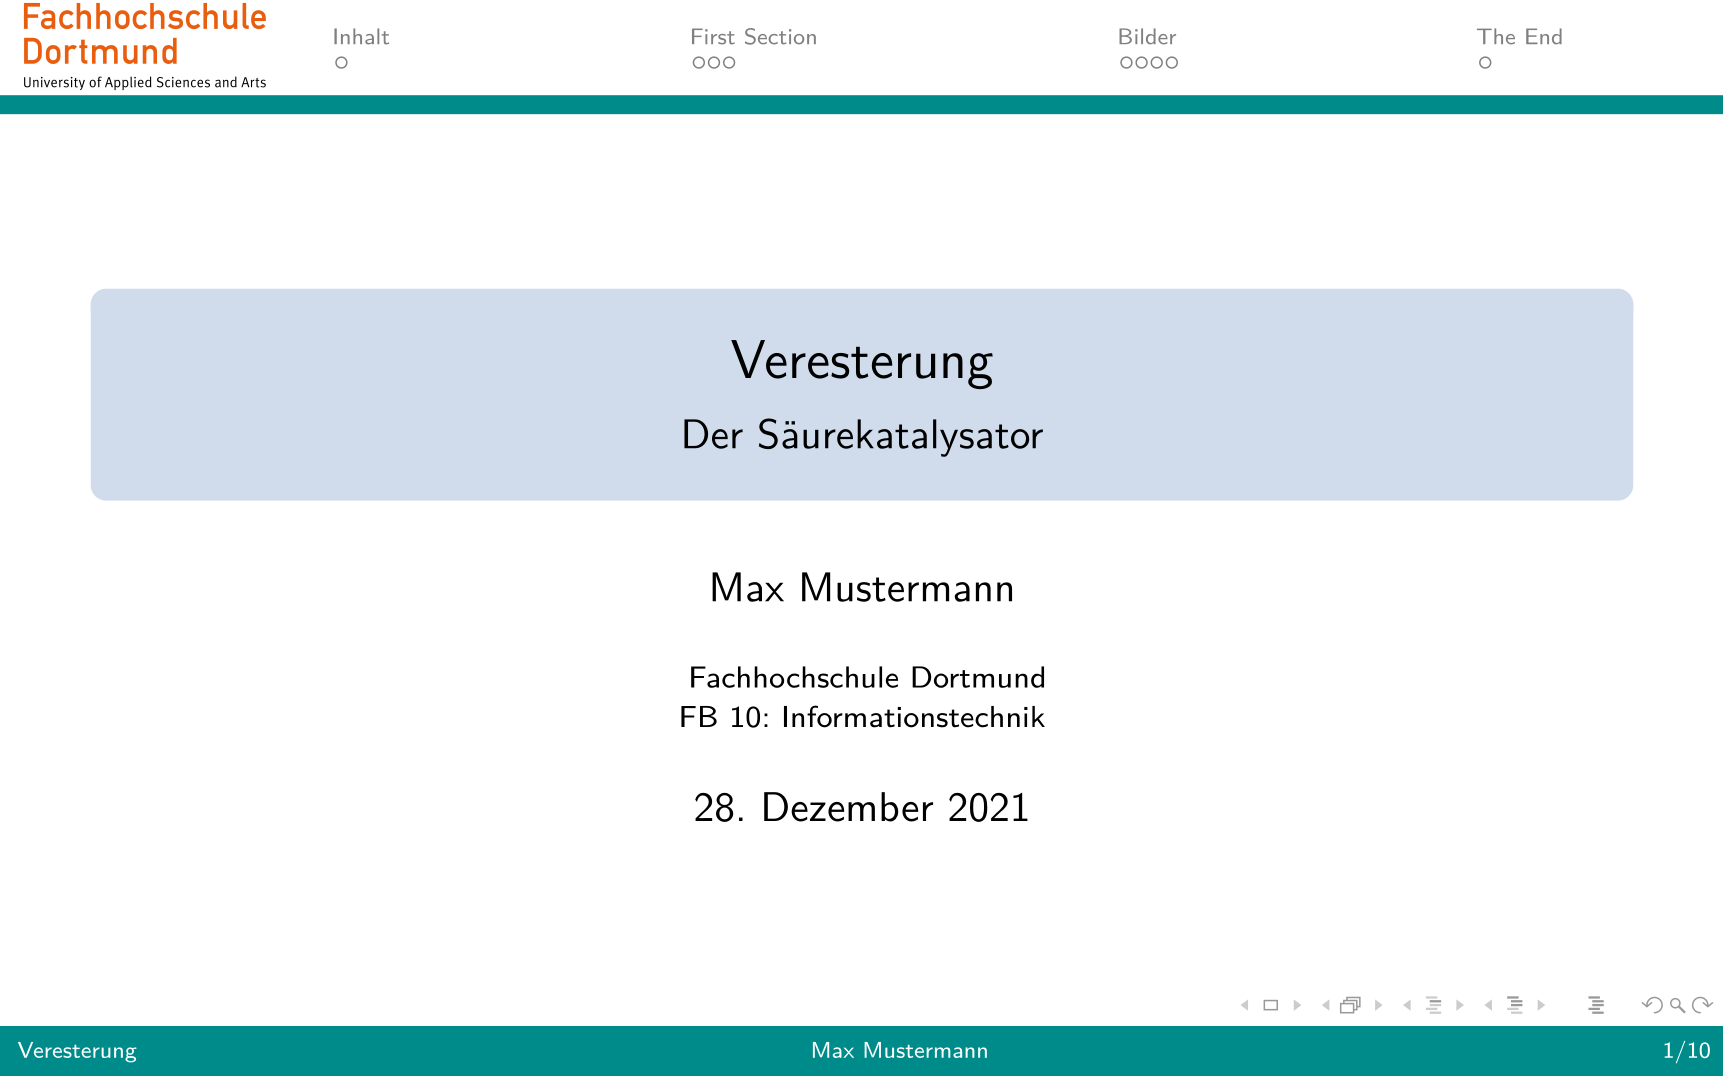 Fachhochschule
Dortmund
University of Applied Sciences and Arts
Inhalt
First Section
Bilder
The End
Veresterung
Der Säurekatalysator
Max Mustermann
Fachhochschule Dortmund
FB 10: Informationstechnik
28. Dezember 2021
Veresterung
Max Mustermann
1/10